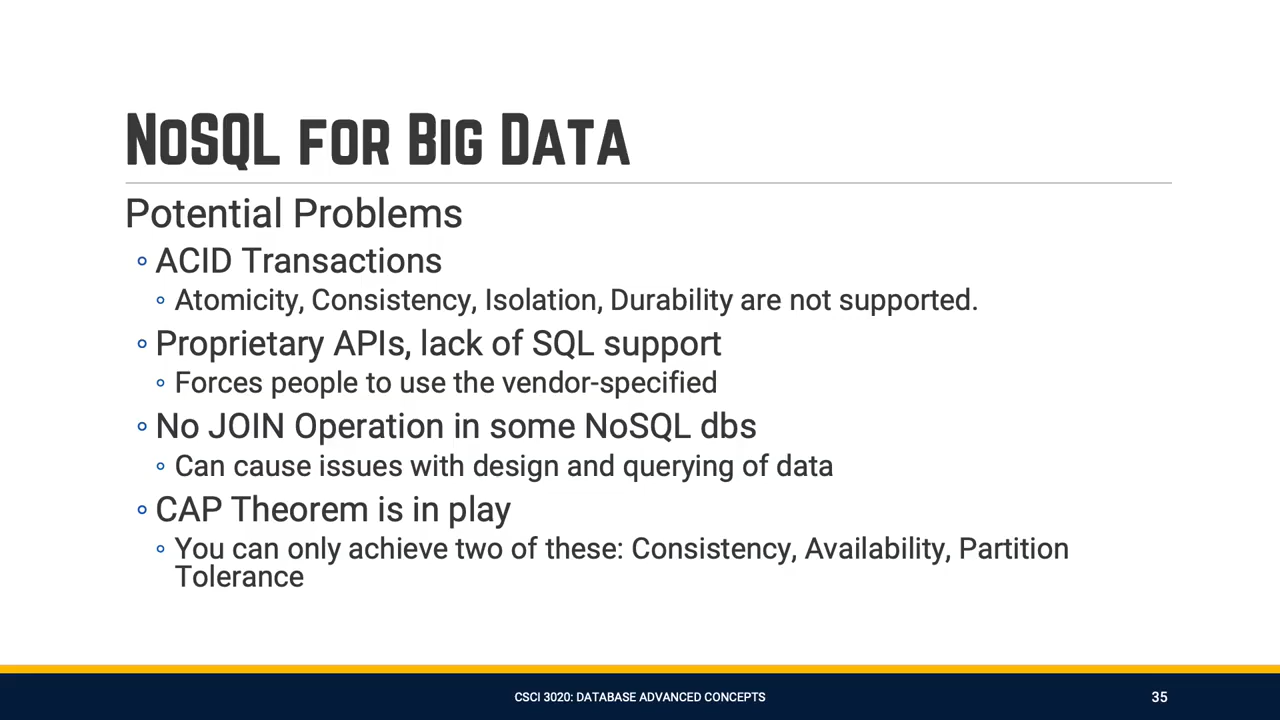 NoSQL for Big Data
Potential Problems
◦ ACID Transactions
◦ Atomicity, Consistency, Isolation, Durability are not supported.
◦ Proprietary APIs, lack of SQL support
◦ Forces people to use the vendor-specified
◦ No JOIN Operation in some NoSQL dbs
◦ Can cause issues with design and querying of data
◦ CAP Theorem is in play
◦ You can only achieve two of these: Consistency, Availability, Partition
Tolerance
CSCI 3020: DATABASE ADVANCED CONCEPTS
35